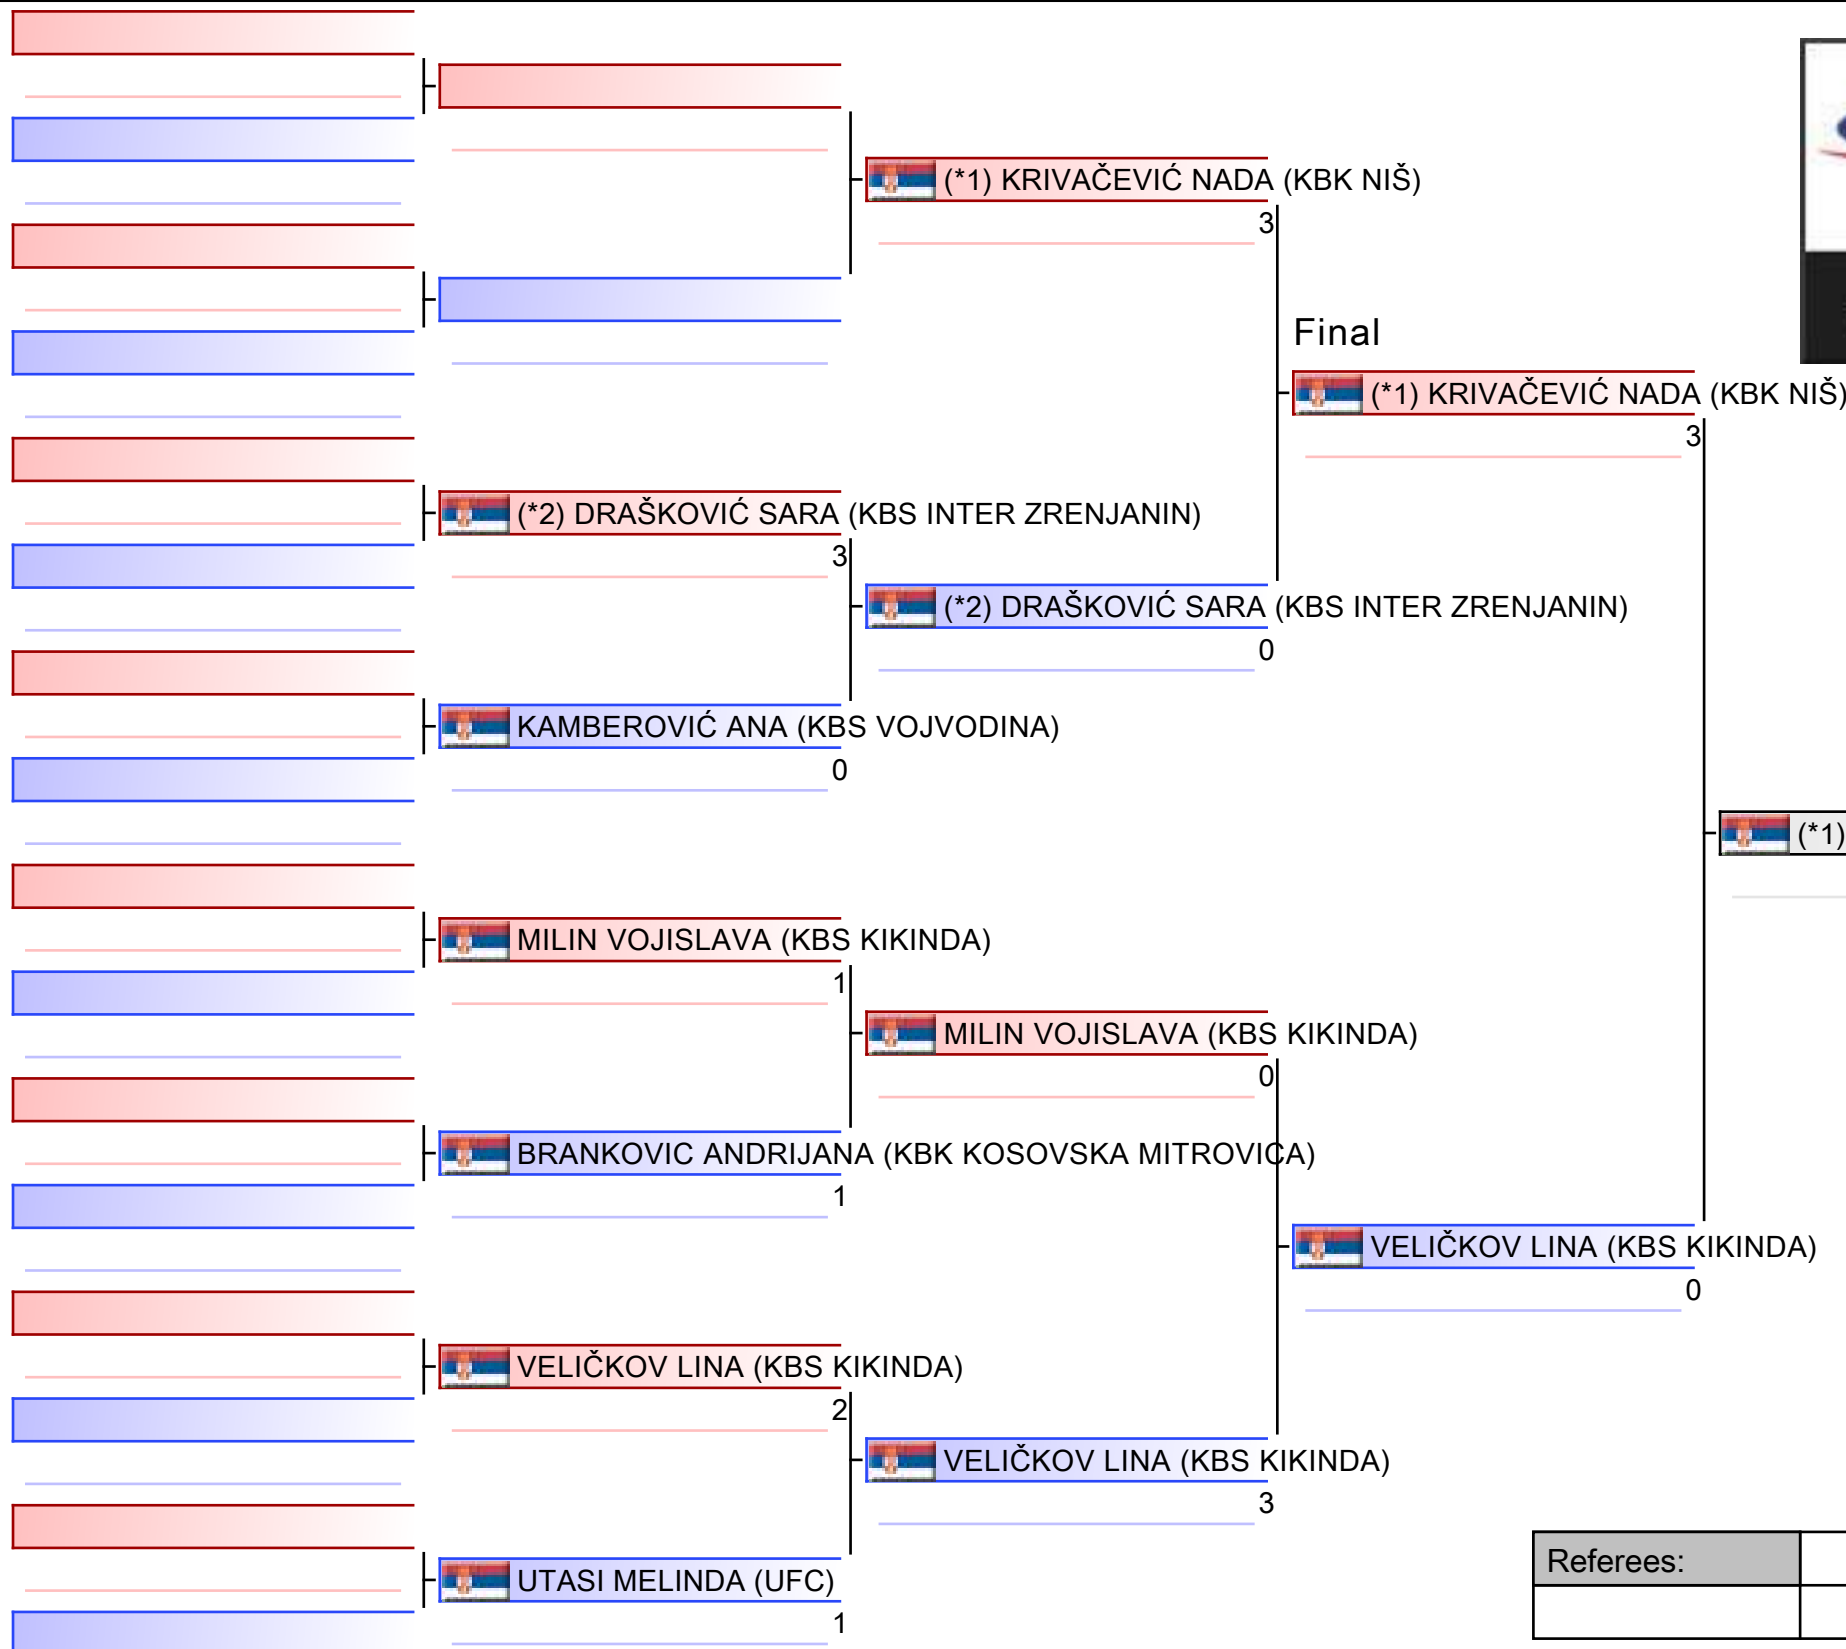 (*1) KRIVAČEVIĆ NADA (KBK NIŠ)
3
Final
(*1) KRIVAČEVIĆ NADA (KBK NIŠ)
3
(*2) DRAŠKOVIĆ SARA (KBS INTER ZRENJANIN)
3
(*2) DRAŠKOVIĆ SARA (KBS INTER ZRENJANIN)
0
KAMBEROVIĆ ANA (KBS VOJVODINA)
0
(*1)
MILIN VOJISLAVA (KBS KIKINDA)
1
MILIN VOJISLAVA (KBS KIKINDA)
0
BRANKOVIC ANDRIJANA (KBK KOSOVSKA MITROVICA)
1
VELIČKOV LINA (KBS KIKINDA)
0
VELIČKOV LINA (KBS KIKINDA)
2
VELIČKOV LINA (KBS KIKINDA)
3
Referees:
UTASI MELINDA (UFC)
1